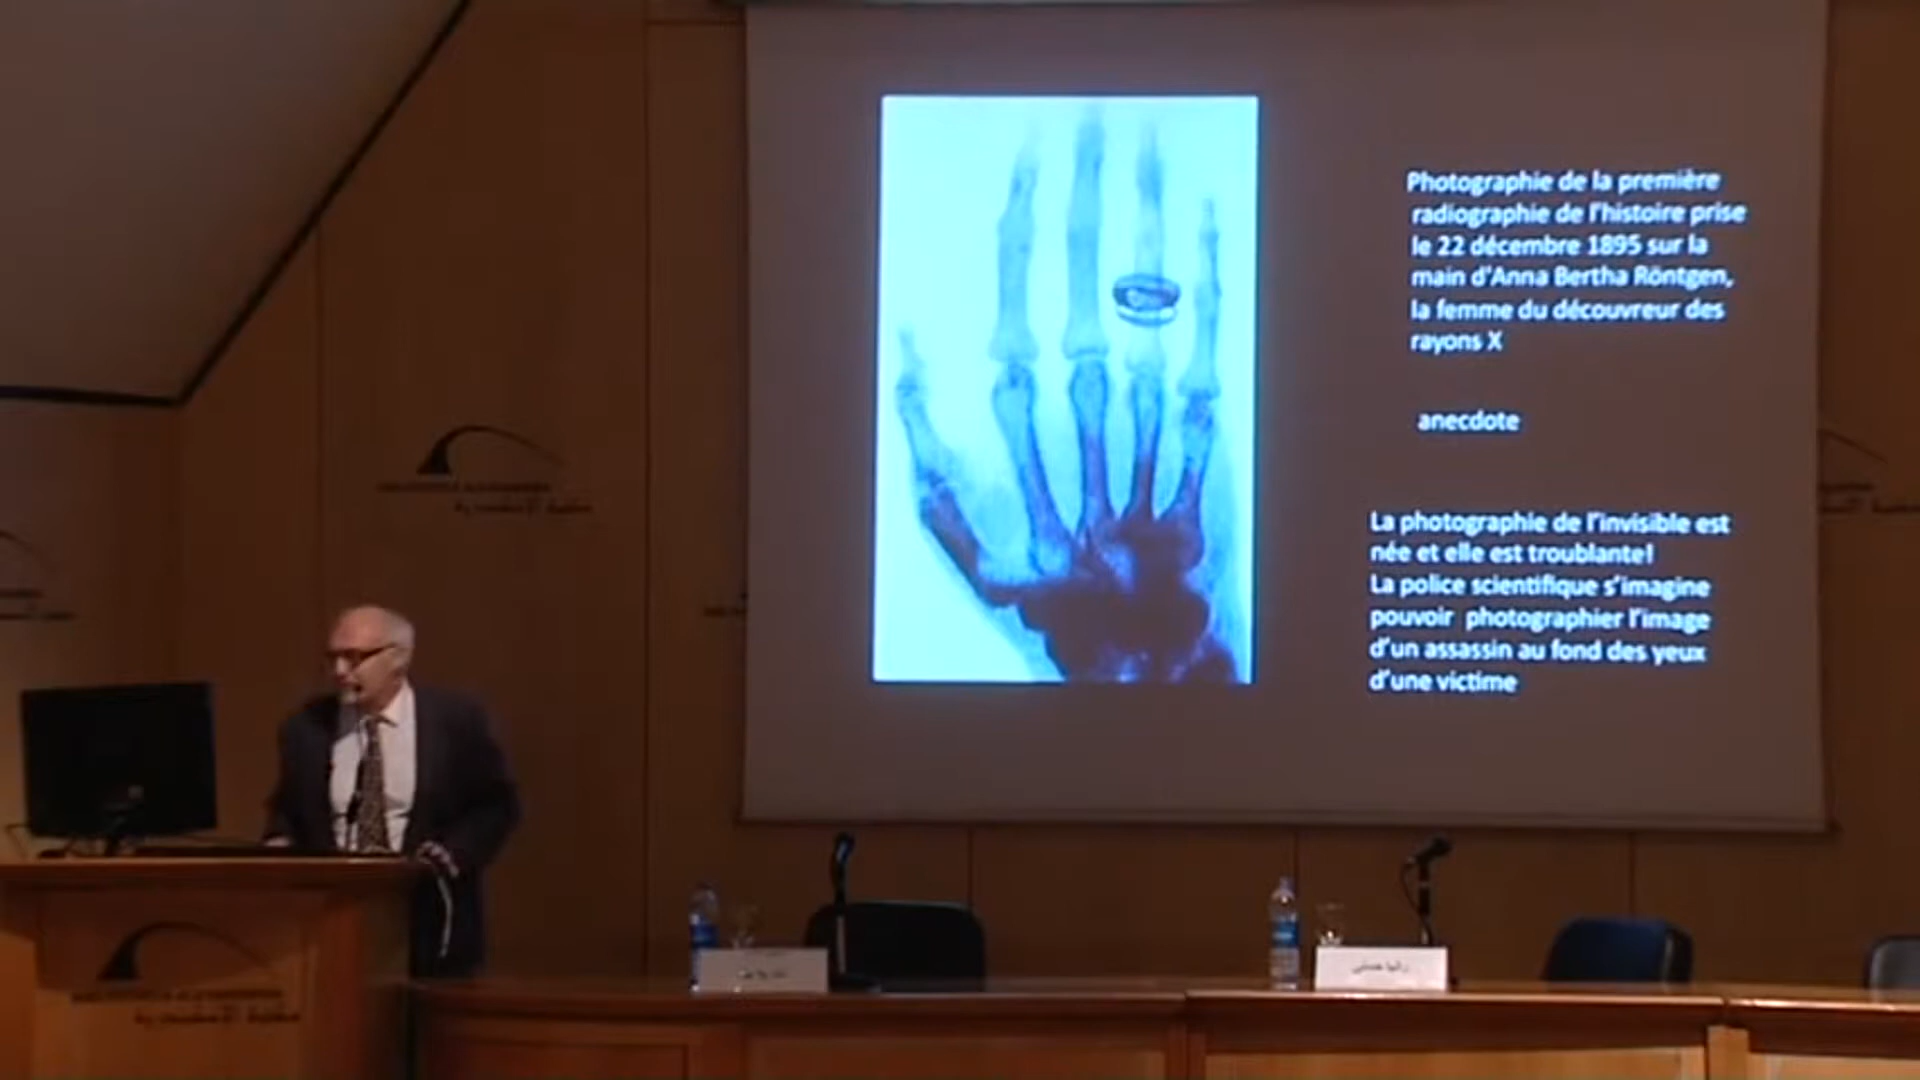 Photographie de la première
radiographie de l'histoire prise
le 22 décembre 1895 sur la
main d'Anna Bertha Röntgen,
la femme du découvreur des
rayons X
anecdote
La photographie de l'invisible est
née et elle est troublante!
La police scientifique s'imagine
pouvoir photographier l'image
d'un assassin au fond des yeux
d'une victime